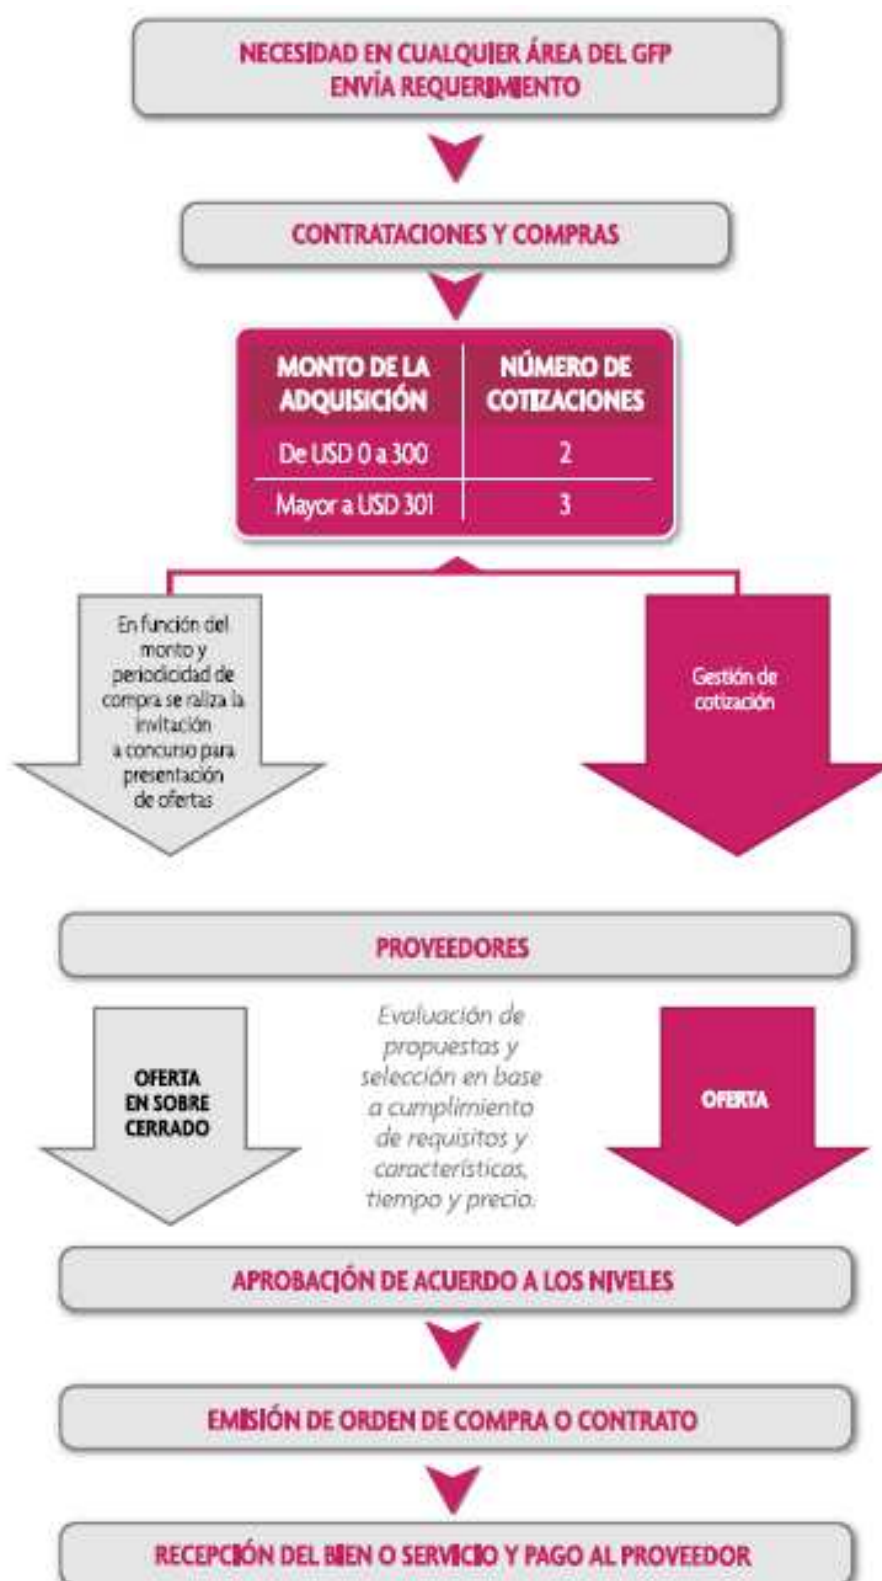 NECESIDAD EN CUALQUIER ÁREA DEL GFP
ENVÍA REQUERIMIENTO
CONTRATACIONES Y COMPRAS
MONTO DE LA ADQUISICIÓN
NÚMERO DE COTIZACIONES
De USD 0 a 300 2
Mayor a USD 301 3
En función del
monto y
periodicidad de
compra se raliza la
invitación
a concurso para
presentación
de ofertas
Gestión de
cotización
PROVEEDORES
OFERTA
EN SOBRE
CERRADO
Evaluación de
propuestas y
selección en base
a cumplimiento
de requisitos y
características,
tiempo y precio.
OFERTA
APROBACIÓN DE ACUERDO A LOS NIVELES
EMISIÓN DE ORDEN DE COMPRA O CONTRATO
RECEPCIÓN DEL BIEN O SERVICIO Y PAGO AL PROVEEDOR